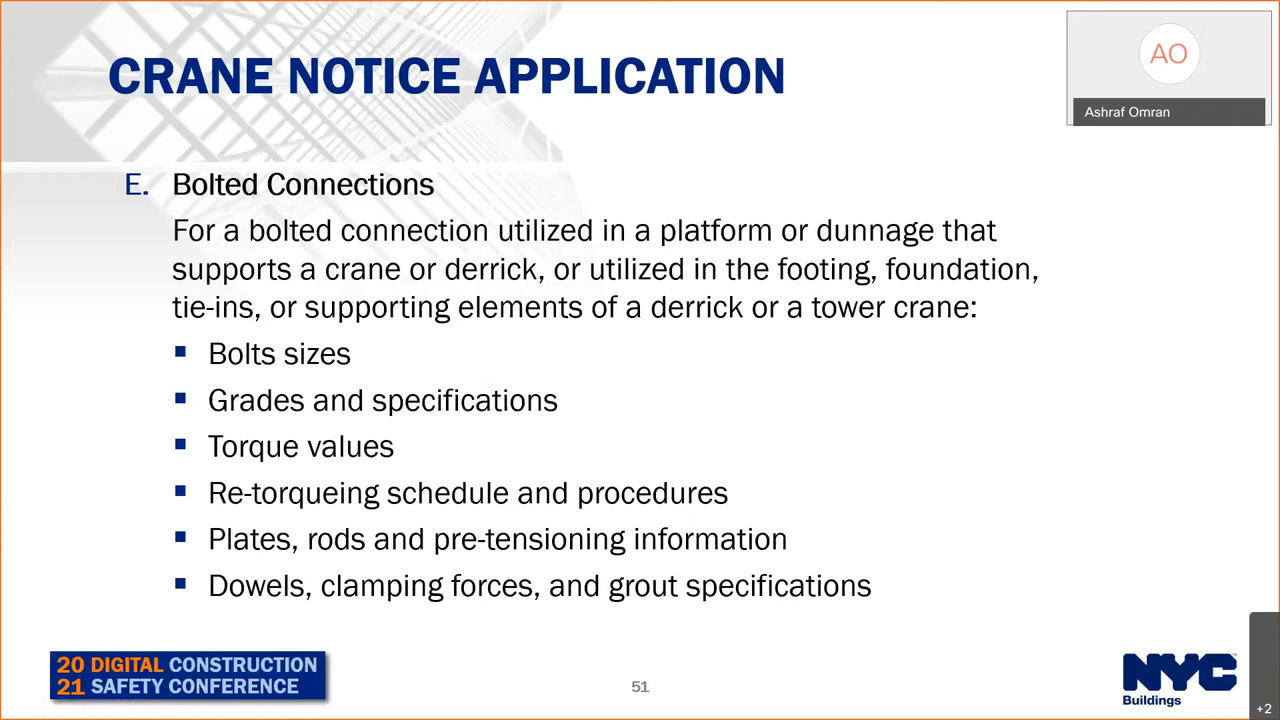 CRANE NOTICE APPLICATION
AO
Ashraf Omran
E. Bolted Connections
For a bolted connection utilized in a platform or dunnage that
supports a crane or derrick, or utilized in the footing, foundation,
tie-ins, or supporting elements of a derrick or a tower crane:
▪ Bolts sizes
▪ Grades and specifications
▪ Torque values
▪ Re-torqueing schedule and procedures
▪ Plates, rods and pre-tensioning information
▪ Dowels, clamping forces, and grout specifications
20 DIGITAL CONSTRUCTION
21 SAFETY CONFERENCE
51
NYC
Buildings
+2